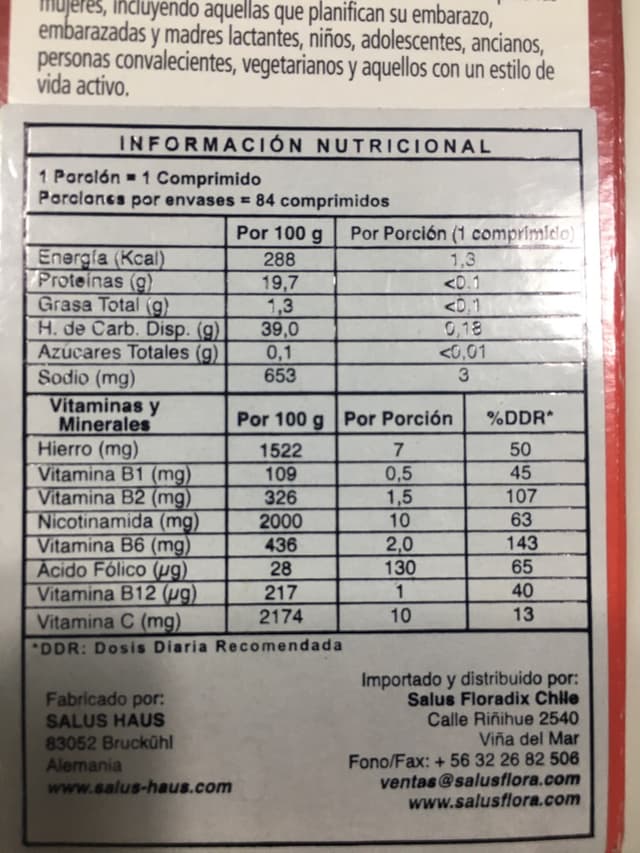 mujeres, incluyendo aquellas que planifican su embarazo,
embarazadas y madres lactantes, niños, adolescentes, ancianos,
personas convalecientes, vegetarianos y aquellos con un estilo de
vida activo.
INFORMACIÓN NUTRICIONAL
1 Porción = 1 Comprimido
Porciones por envases = 84 comprimidos
Por 100 g Por Porción (1 comprimido)
Energía (Kcal) 288 1,3
Proteínas (g) 19,7 <0.1
Grasa Total (g) 1,3 <0,1
H. de Carb. Disp. (g) 39,0 0,18
Azúcares Totales (g) 0,1 <0,01
Sodio (mg) 653 3
Vitaminas y
Minerales Por 100 g Por Porción %DDR*
Hierro (mg) 1522 7 50
Vitamina B1 (mg) 109 0,5 45
Vitamina B2 (mg) 326 1,5 107
Nicotinamida (mg) 2000 10 63
Vitamina B6 (mg) 436 2,0 143
Ácido Fólico (µg) 28 130 65
Vitamina B12 (µg) 217 1 40
Vitamina C (mg) 2174 10 13
*DDR: Dosis Diaria Recomendada
Fabricado por:
SALUS HAUS
83052 Bruckühl
Alemania
www.salus-haus.com
Importado y distribuido por:
Salus Floradix Chile
Calle Riñihue 2540
Viña del Mar
Fono/Fax: + 56 32 26 82 506
ventas@salusflora.com
www.salusflora.com